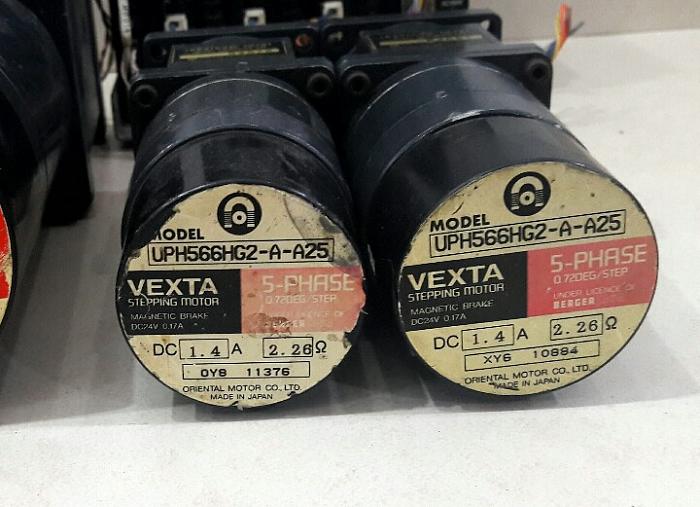 MODEL
UPH566HG2-A-A25
VEXTA
STEPPING MOTOR
MAGNETIC BRAKE
DC24V 0.17A
5-PHASE
0.72DEG/STEP
LICENCE OF
BERGER
DC 1.4 A 2.26 Ω
0Y8 11376
ORIENTAL MOTOR CO., LTD.
MADE IN JAPAN
MODEL
UPH566HG2-A-A25
VEXTA
STEPPING MOTOR
MAGNETIC BRAKE
DC24V 0.17A
5-PHASE
0.72DEG/STEP
UNDER LICENCE OF
BERGER
DC 1.4 A 2.26 Ω
XY6 10884
ORIENTAL MOTOR CO., LTD.
MADE IN JAPAN